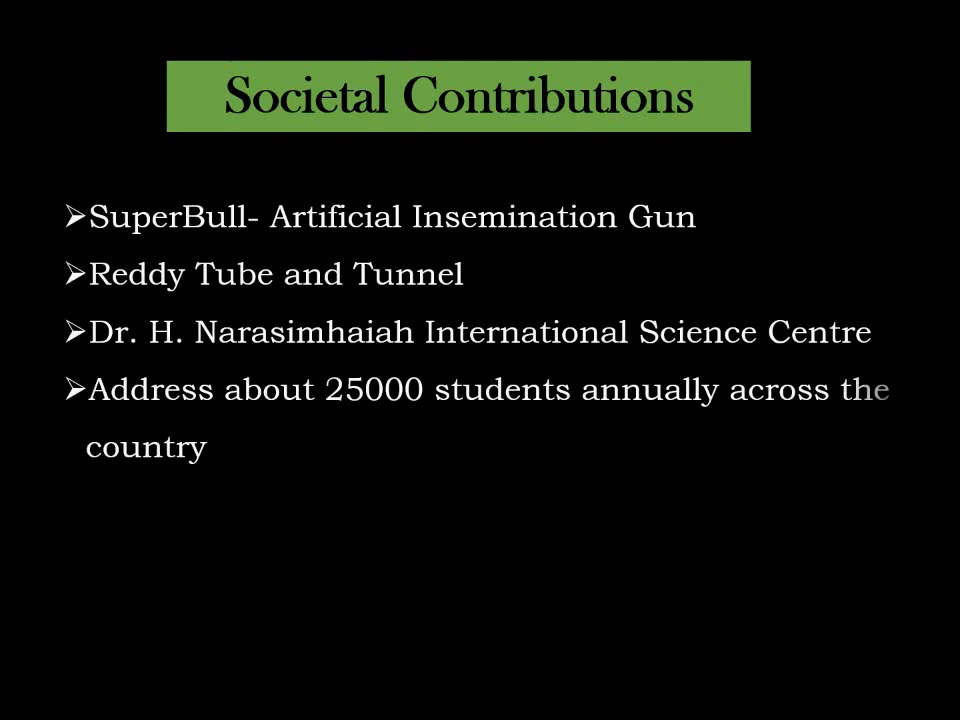 Societal Contributions
➢SuperBull- Artificial Insemination Gun
➢Reddy Tube and Tunnel
➢Dr. H. Narasimhaiah International Science Centre
➢Address about 25000 students annually across the
country